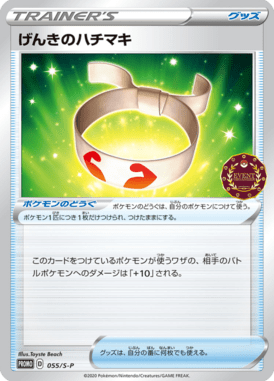 TRAINER'S グッズ
げんきのハチマキ
EVENT
ポケモンのどうぐ
ポケモンのどうぐは、自分のポケモンにつけて使う。
ポケモン1匹につき1枚だけつけられ、つけたままにする。
このカードをつけているポケモンが使うワザの、相手のバト
ルポケモンへのダメージは「+10」される。
Illus. Toyste Beach
PROMO D 055/S-P
グッズは、自分の番に何枚でも使える。
©2020 Pokémon/Nintendo/Creatures/GAME FREAK.